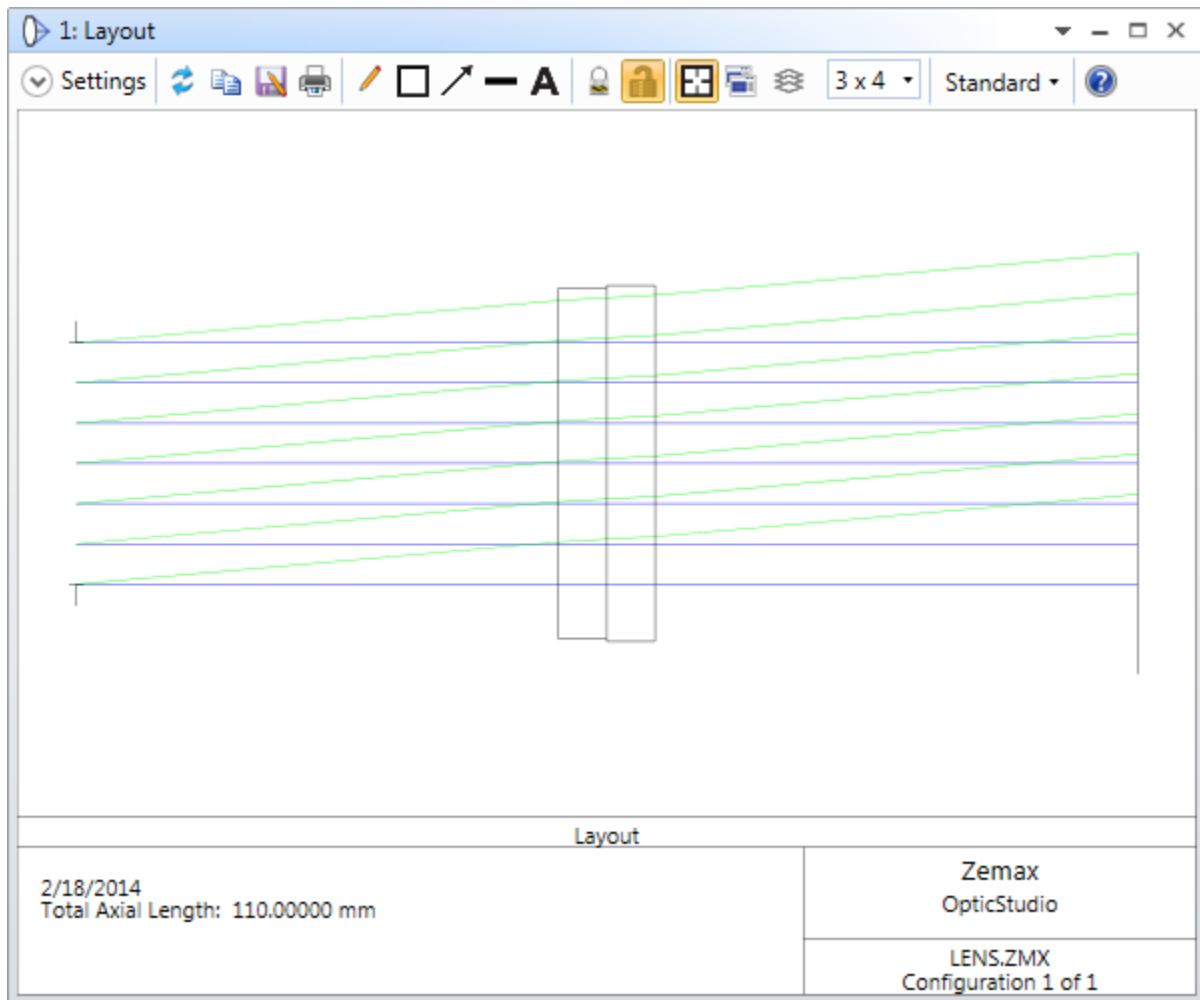 1: Layout
Settings A 3 x 4 Standard
Layout
2/18/2014
Total Axial Length: 110.00000 mm
Zemax
OpticStudio
LENS.ZMX
Configuration 1 of 1